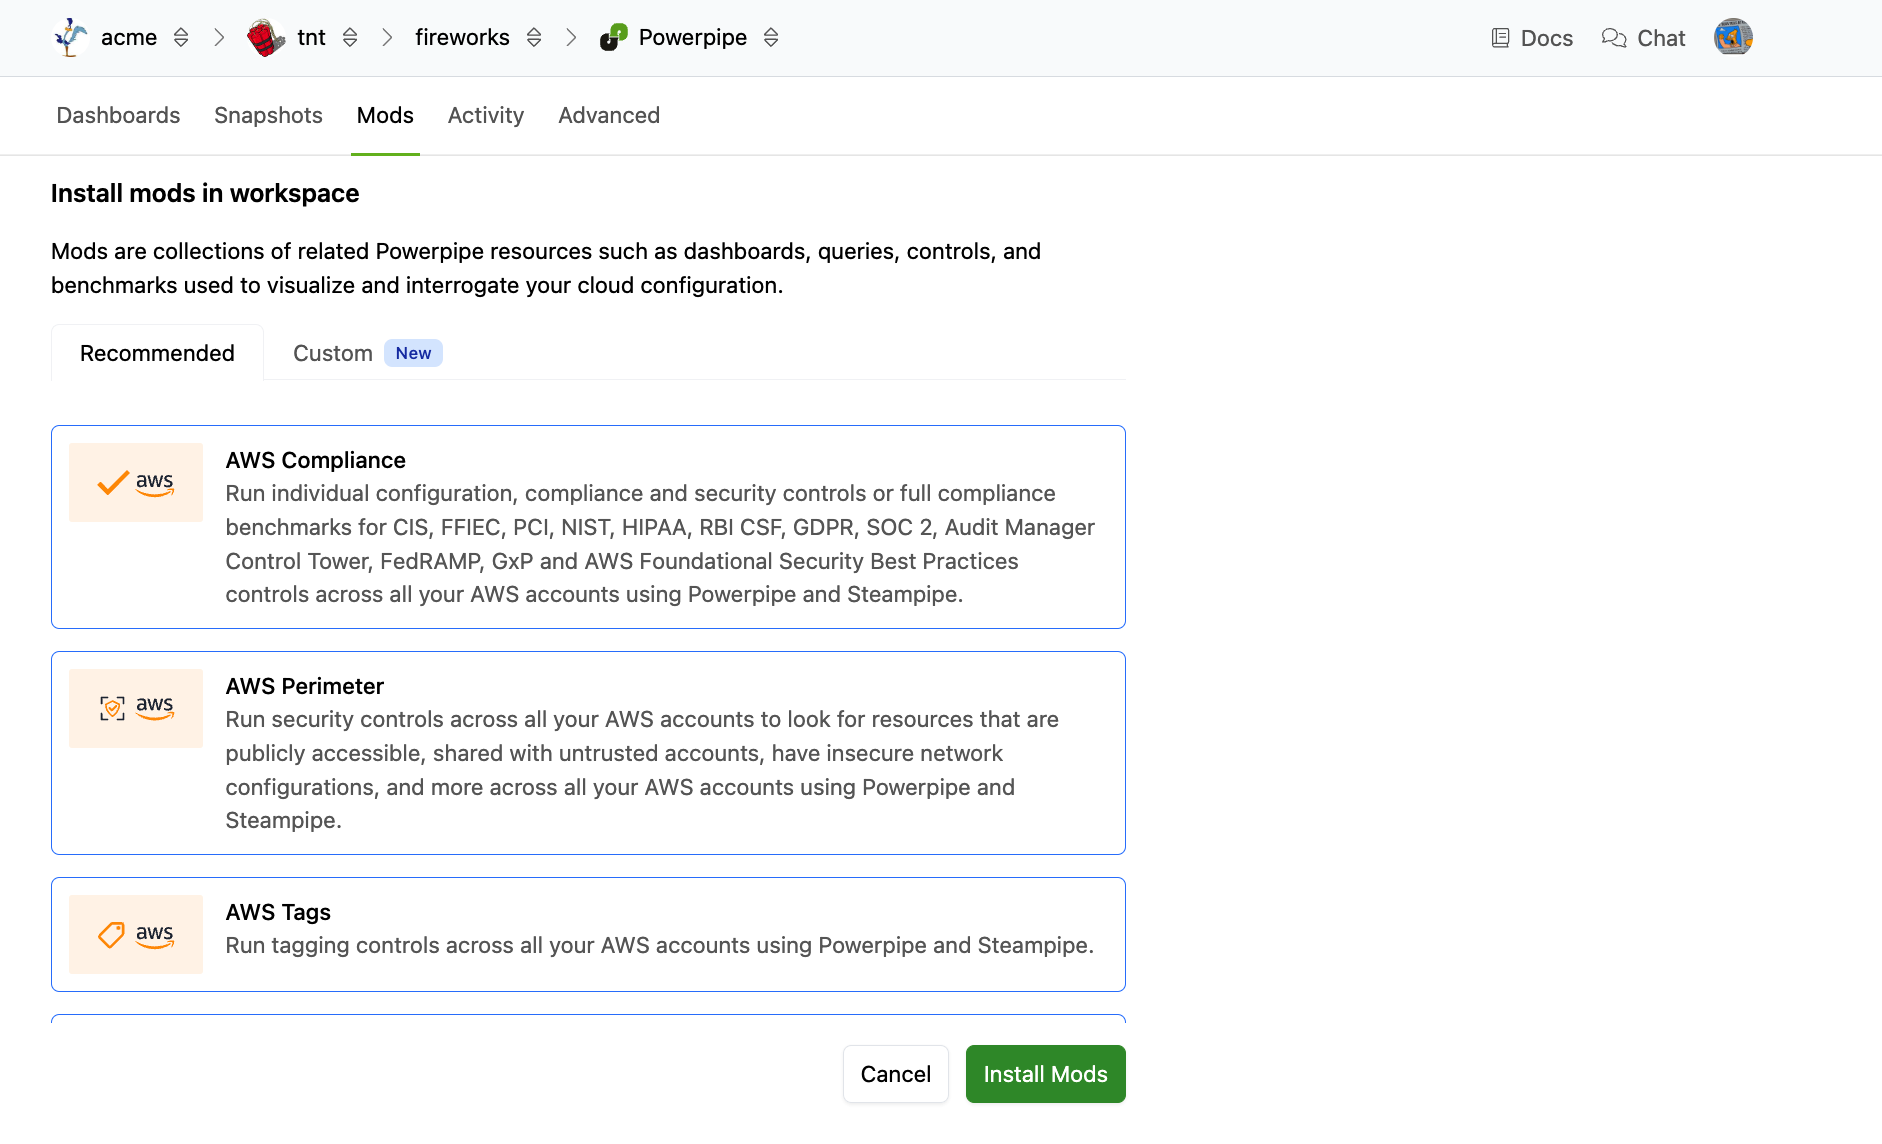 acme
tnt
fireworks
Powerpipe
Docs
Chat
Dashboards
Snapshots
Mods
Activity
Advanced
Install mods in workspace
Mods are collections of related Powerpipe resources such as dashboards, queries, controls, and
benchmarks used to visualize and interrogate your cloud configuration.
Recommended
Custom
New
aws
AWS Compliance
Run individual configuration, compliance and security controls or full compliance
benchmarks for CIS, FFIEC, PCI, NIST, HIPAA, RBI CSF, GDPR, SOC 2, Audit Manager
Control Tower, FedRAMP, GxP and AWS Foundational Security Best Practices
controls across all your AWS accounts using Powerpipe and Steampipe.
aws
AWS Perimeter
Run security controls across all your AWS accounts to look for resources that are
publicly accessible, shared with untrusted accounts, have insecure network
configurations, and more across all your AWS accounts using Powerpipe and
Steampipe.
aws
AWS Tags
Run tagging controls across all your AWS accounts using Powerpipe and Steampipe.
Cancel
Install Mods